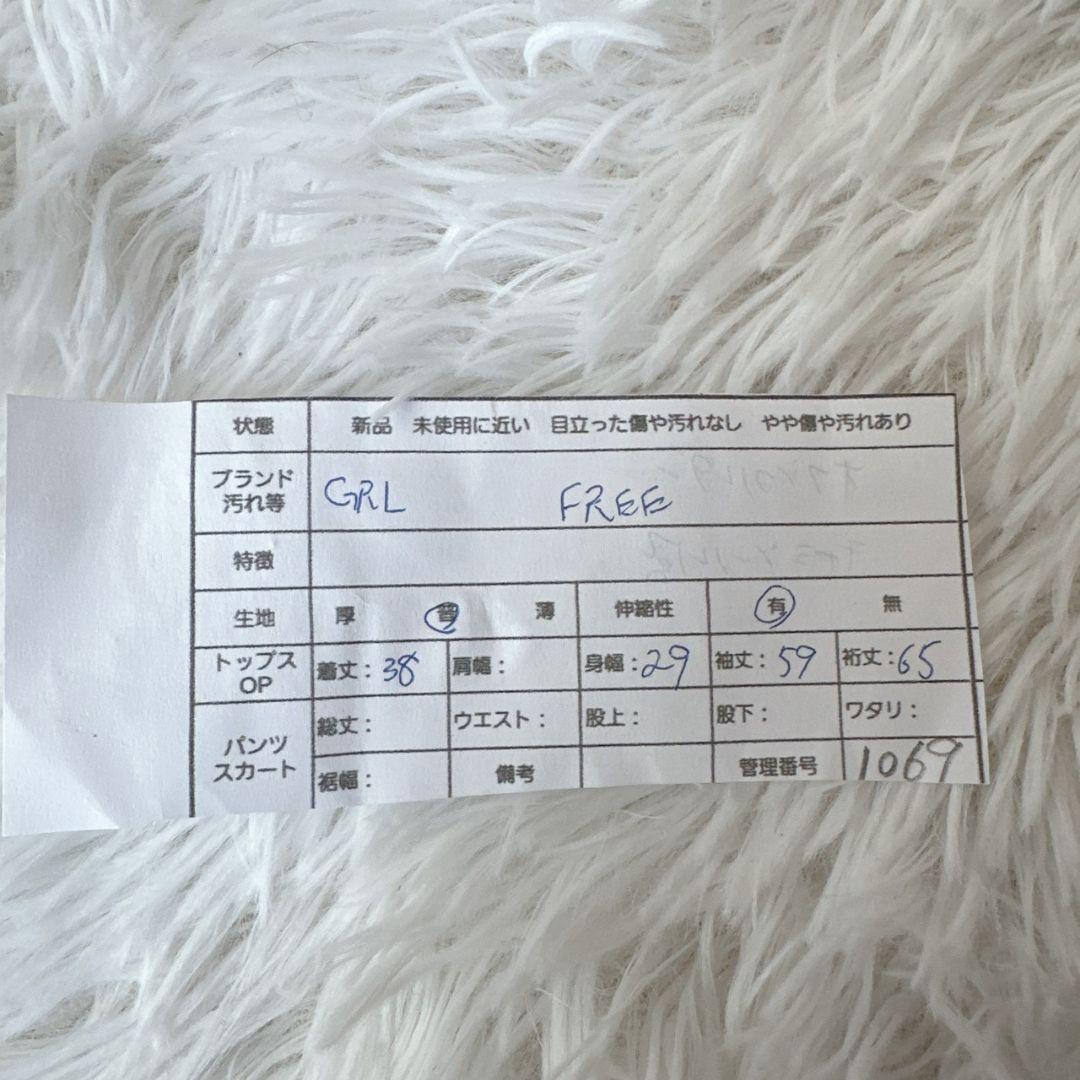 状態 新品 未使用に近い 目立った傷や汚れなし やや傷や汚れあり
ブランド
汚れ等 GRL FREE
特徴
生地 厚 普 薄 伸縮性 有 無
トップス
OP 着丈：38 肩幅： 身幅：29 袖丈：59 裄丈：65
パンツ
スカート 総丈： ウエスト： 股上： 股下： ワタリ：
裾幅： 備考 管理番号 1069